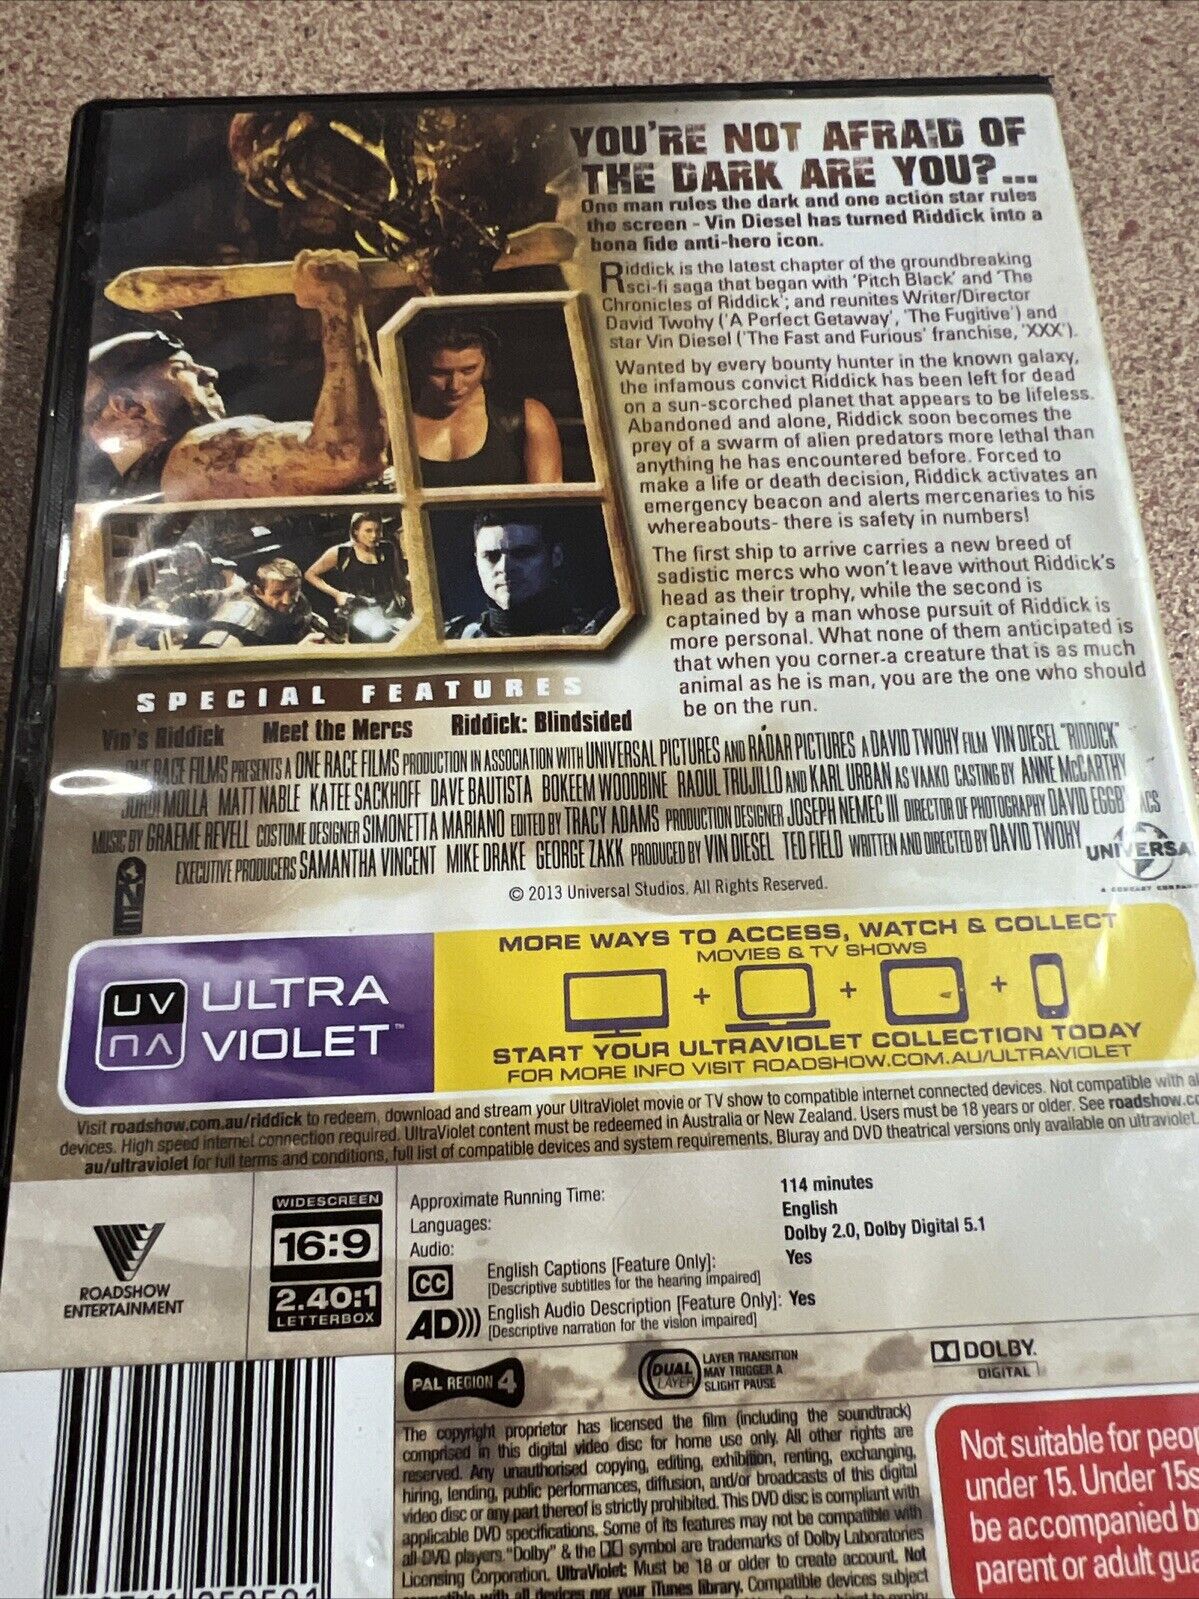 YOU'RE NOT AFRAID OF
THE DARK ARE YOU?...
One man rules the dark and one action star rules
the screen - Vin Diesel has turned Riddick into a
bona fide anti-hero icon.
Riddick is the latest chapter of the groundbreaking
sci-fi saga that began with 'Pitch Black' and 'The
Chronicles of Riddick'; and reunites Writer/Director
David Twohy ('A Perfect Getaway', 'The Fugitive') and
star Vin Diesel ('The Fast and Furious' franchise, 'XXX').
Wanted by every bounty hunter in the known galaxy,
the infamous convict Riddick has been left for dead
on a sun-scorched planet that appears to be lifeless.
Abandoned and alone, Riddick soon becomes the
prey of a swarm of alien predators more lethal than
anything he has encountered before. Forced to
make a life or death decision, Riddick activates an
emergency beacon and alerts mercenaries to his
whereabouts- there is safety in numbers!
The first ship to arrive carries a new breed of
sadistic mercs who won't leave without Riddick's
head as their trophy, while the second is
captained by a man whose pursuit of Riddick is
more personal. What none of them anticipated is
that when you corner-a creature that is as much
animal as he is man, you are the one who should
be on the run.
SPECIAL FEATURES
Vin's Riddick Meet the Mercs Riddick: Blindsided
ONE RACE FILMS PRESENTS A ONE RACE FILMS PRODUCTION IN ASSOCIATION WITH UNIVERSAL PICTURES AND RADAR PICTURES A DAVID TWOHY FILM VIN DIESEL "RIDDICK"
JORDI MOLLA MATT NABLE KATEE SACKHOFF DAVE BAUTISTA BOKEEM WOODBINE RAOUL TRUJILLO AND KARL URBAN AS VAAKO CASTING BY ANNE McCARTHY
MUSIC BY GRAEME REVELL COSTUME DESIGNER SIMONETTA MARIANO EDITED BY TRACY ADAMS PRODUCTION DESIGNER JOSEPH NEMEC III DIRECTOR OF PHOTOGRAPHY DAVID EGGBY ACS
EXECUTIVE PRODUCERS SAMANTHA VINCENT MIKE DRAKE GEORGE ZAKK PRODUCED BY VIN DIESEL TED FIELD WRITTEN AND DIRECTED BY DAVID TWOHY
UNIVERSA
© 2013 Universal Studios. All Rights Reserved.
ONE
UV
ULTRA
VIOLET™
MORE WAYS TO ACCESS, WATCH & COLLECT
MOVIES & TV SHOWS
+ + +
START YOUR ULTRAVIOLET COLLECTION TODAY
FOR MORE INFO VISIT ROADSHOW.COM.AU/ULTRAVIOLET
Visit roadshow.com.au/riddick to redeem, download and stream your UltraViolet movie or TV show to compatible internet connected devices. Not compatible with al
devices. High speed internet connection required. UltraViolet content must be redeemed in Australia or New Zealand. Users must be 18 years or older. See roadshow.co
au/ultraviolet for full terms and conditions, full list of compatible devices and system requirements. Bluray and DVD theatrical versions only available on ultraviolet.
ROADSHOW
ENTERTAINMENT
WIDESCREEN
16:9
2.40:1
LETTERBOX
Approximate Running Time: 114 minutes
Languages: English
Audio: Dolby 2.0, Dolby Digital 5.1
CC English Captions [Feature Only]: Yes
[Descriptive subtitles for the hearing impaired]
AD))) English Audio Description [Feature Only]: Yes
[Descriptive narration for the vision impaired]
PAL REGION 4
DUAL
LAYER
LAYER TRANSITION
MAY TRIGGER A
SLIGHT PAUSE
DOLBY.
DIGITAL
The copyright proprietor has licensed the film (including the soundtrack)
comprised in this digital video disc for home use only. All other rights are
reserved. Any unauthorised copying, editing, exhibition, renting, exchanging,
hiring, lending, public performances, diffusion, and/or broadcasts of this digital
video disc or any part thereof is strictly prohibited. This DVD disc is compliant with
applicable DVD specifications. Some of its features may not be compatible with
all DVD players. "Dolby" & the symbol are trademarks of Dolby Laboratories
Licensing Corporation. UltraViolet: Must be 18 or older to create account. Not
compatible with all devices nor your iTunes library. Compatible devices subject
Not suitable for peop
under 15. Under 15s
be accompanied b
parent or adult gua